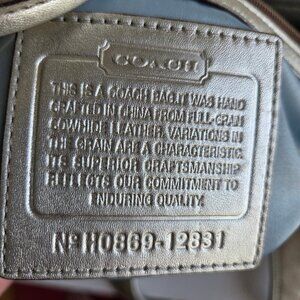 COACH
THIS IS A COACH BAG.IT WAS HAND
CRAFTED IN CHINA FROM FULL-GRAIN
COWHIDE LEATHER. VARIATIONS IN
THE GRAIN ARE A CHARACTERISTIC.
ITS SUPERIOR CRAFTSMANSHIP
REFLECTS OUR COMMITMENT TO
ENDURING QUALITY.
Nº H0869-12831